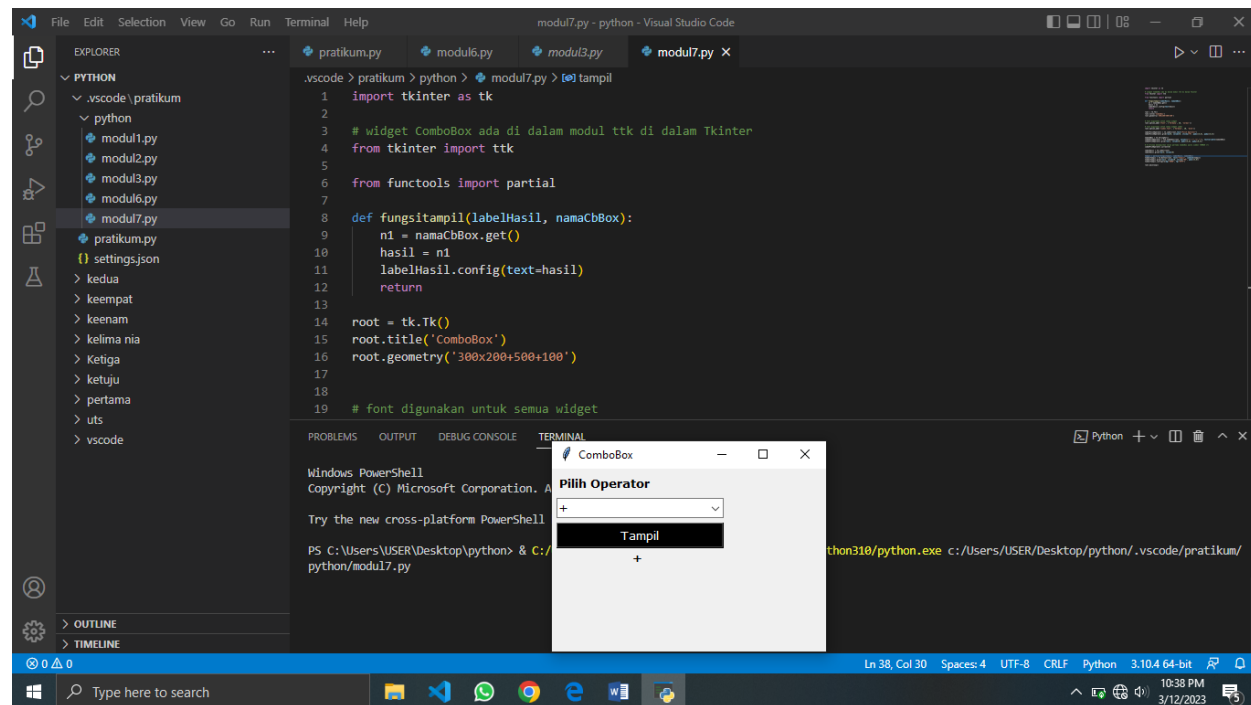 File Edit Selection View Go Run Terminal Help
modul7.py - python - Visual Studio Code
EXPLORER
PYTHON
.vscode \ pratikum
python
modul1.py
modul2.py
modul3.py
modul6.py
modul7.py
pratikum.py
{} settings.json
kedua
keempat
keenam
kelima nia
Ketiga
ketuju
pertama
uts
vscode
OUTLINE
TIMELINE
pratikum.py modul6.py modul3.py modul7.py
.vscode > pratikum > python > modul7.py > tampil
1 import tkinter as tk
2
3 # widget ComboBox ada di dalam modul ttk di dalam Tkinter
4 from tkinter import ttk
5
6 from functools import partial
7
8 def fungsitampil(labelHasil, namaCbBox):
9 n1 = namaCbBox.get()
10 hasil = n1
11 labelHasil.config(text=hasil)
12 return
13
14 root = tk.Tk()
15 root.title('ComboBox')
16 root.geometry('300x200+500+100')
17
18
19 # font digunakan untuk semua widget
PROBLEMS OUTPUT DEBUG CONSOLE TERMINAL
Python
Windows PowerShell
Copyright (C) Microsoft Corporation. A
Try the new cross-platform PowerShell
PS C:\Users\USER\Desktop\python> & C:/
thon310/python.exe c:/Users/USER/Desktop/python/.vscode/pratikum/
python/modul7.py
ComboBox
Pilih Operator
+
Tampil
+
0 0
Ln 38, Col 30 Spaces: 4 UTF-8 CRLF Python 3.10.4 64-bit
Type here to search
10:38 PM
3/12/2023
5